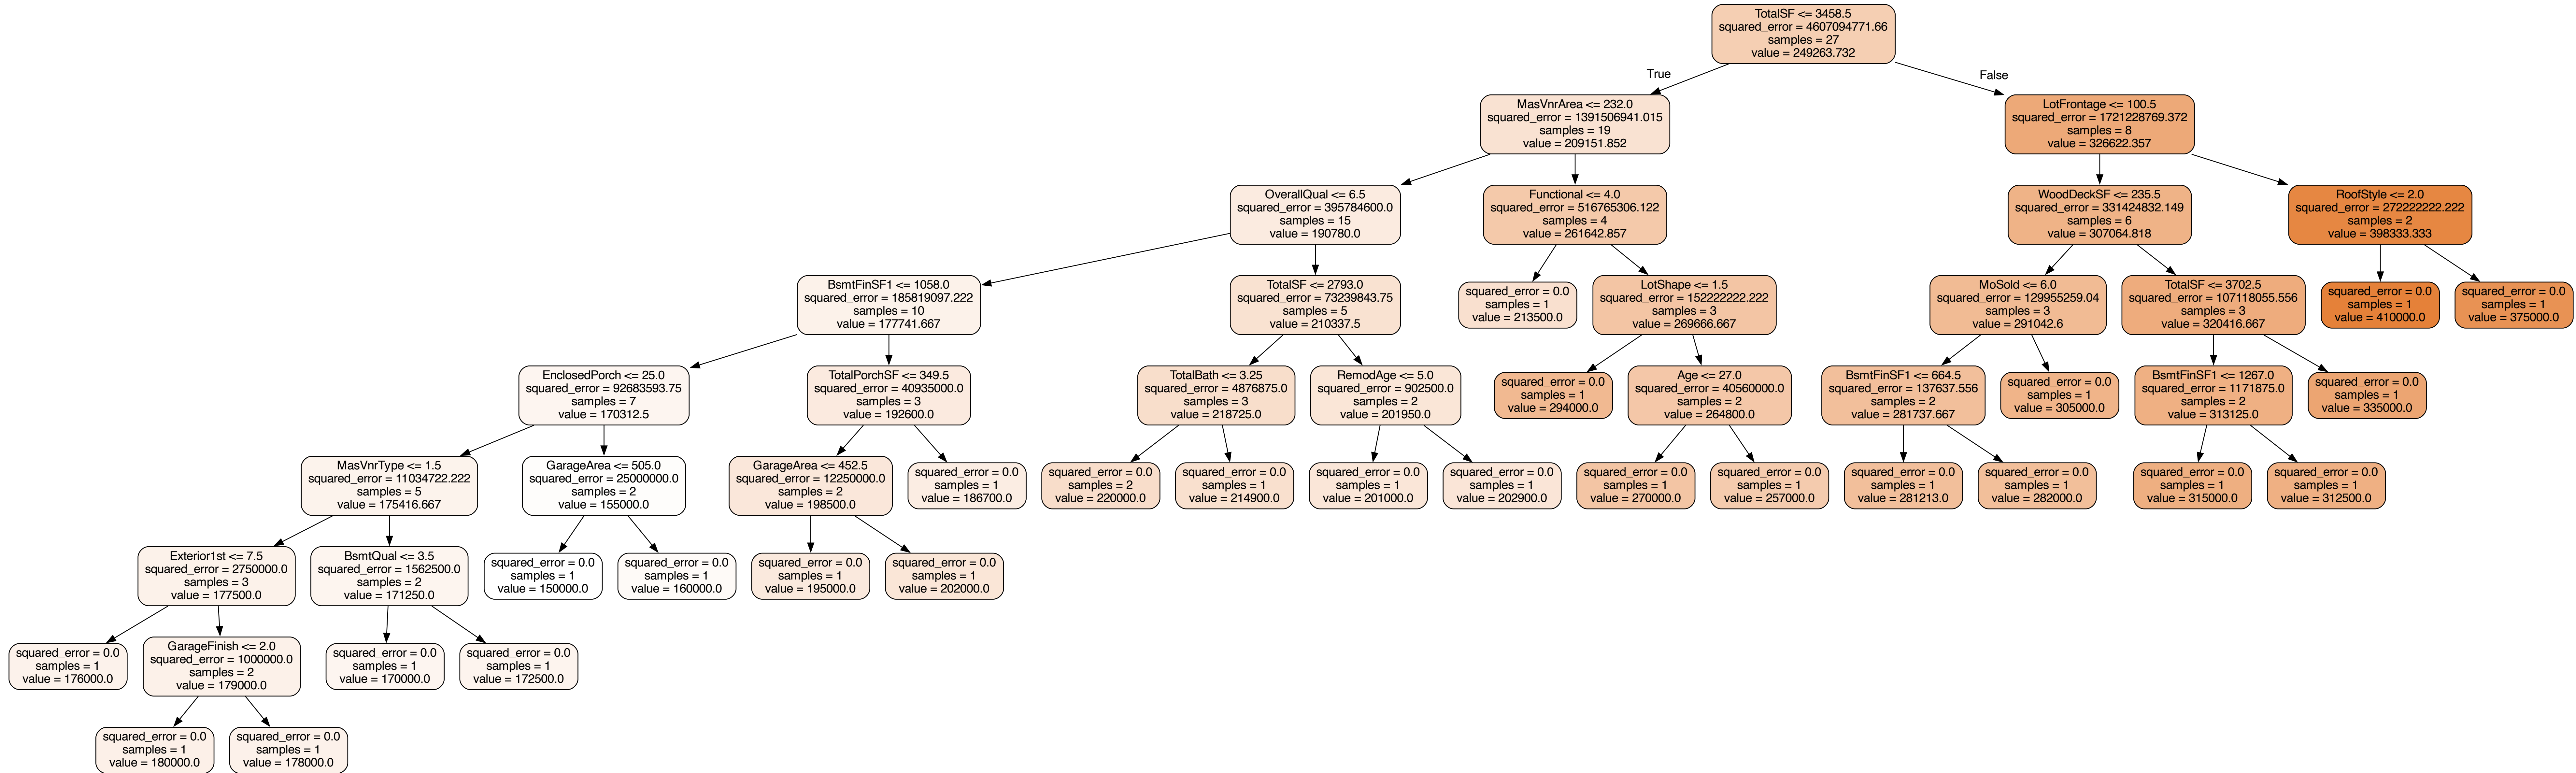 TotalSF <= 3458.5
squared_error = 4607094771.66
samples = 27
value = 249263.732
True
False
MasVnrArea <= 232.0
squared_error = 1391506941.015
samples = 19
value = 209151.852
LotFrontage <= 100.5
squared_error = 1721228769.372
samples = 8
value = 326622.357
OverallQual <= 6.5
squared_error = 395784600.0
samples = 15
value = 190780.0
Functional <= 4.0
squared_error = 516765306.122
samples = 4
value = 261642.857
WoodDeckSF <= 235.5
squared_error = 331424832.149
samples = 6
value = 307064.818
RoofStyle <= 2.0
squared_error = 272222222.222
samples = 2
value = 398333.333
BsmtFinSF1 <= 1058.0
squared_error = 185819097.222
samples = 10
value = 177741.667
TotalSF <= 2793.0
squared_error = 73239843.75
samples = 5
value = 210337.5
squared_error = 0.0
samples = 1
value = 213500.0
LotShape <= 1.5
squared_error = 152222222.222
samples = 3
value = 269666.667
MoSold <= 6.0
squared_error = 129955259.04
samples = 3
value = 291042.6
TotalSF <= 3702.5
squared_error = 107118055.556
samples = 3
value = 320416.667
squared_error = 0.0
samples = 1
value = 410000.0
squared_error = 0.0
samples = 1
value = 375000.0
EnclosedPorch <= 25.0
squared_error = 92683593.75
samples = 7
value = 170312.5
TotalPorchSF <= 349.5
squared_error = 40935000.0
samples = 3
value = 192600.0
TotalBath <= 3.25
squared_error = 4876875.0
samples = 3
value = 218725.0
RemodAge <= 5.0
squared_error = 902500.0
samples = 2
value = 201950.0
squared_error = 0.0
samples = 1
value = 294000.0
Age <= 27.0
squared_error = 40560000.0
samples = 2
value = 264800.0
BsmtFinSF1 <= 664.5
squared_error = 137637.556
samples = 2
value = 281737.667
squared_error = 0.0
samples = 1
value = 305000.0
BsmtFinSF1 <= 1267.0
squared_error = 1171875.0
samples = 2
value = 313125.0
squared_error = 0.0
samples = 1
value = 335000.0
MasVnrType <= 1.5
squared_error = 11034722.222
samples = 5
value = 175416.667
GarageArea <= 505.0
squared_error = 25000000.0
samples = 2
value = 155000.0
GarageArea <= 452.5
squared_error = 12250000.0
samples = 2
value = 198500.0
squared_error = 0.0
samples = 1
value = 186700.0
squared_error = 0.0
samples = 2
value = 220000.0
squared_error = 0.0
samples = 1
value = 214900.0
squared_error = 0.0
samples = 1
value = 201000.0
squared_error = 0.0
samples = 1
value = 202900.0
squared_error = 0.0
samples = 1
value = 270000.0
squared_error = 0.0
samples = 1
value = 257000.0
squared_error = 0.0
samples = 1
value = 281213.0
squared_error = 0.0
samples = 1
value = 282000.0
squared_error = 0.0
samples = 1
value = 315000.0
squared_error = 0.0
samples = 1
value = 312500.0
Exterior1st <= 7.5
squared_error = 2750000.0
samples = 3
value = 177500.0
BsmtQual <= 3.5
squared_error = 1562500.0
samples = 2
value = 171250.0
squared_error = 0.0
samples = 1
value = 150000.0
squared_error = 0.0
samples = 1
value = 160000.0
squared_error = 0.0
samples = 1
value = 195000.0
squared_error = 0.0
samples = 1
value = 202000.0
squared_error = 0.0
samples = 1
value = 176000.0
GarageFinish <= 2.0
squared_error = 1000000.0
samples = 2
value = 179000.0
squared_error = 0.0
samples = 1
value = 170000.0
squared_error = 0.0
samples = 1
value = 172500.0
squared_error = 0.0
samples = 1
value = 180000.0
squared_error = 0.0
samples = 1
value = 178000.0